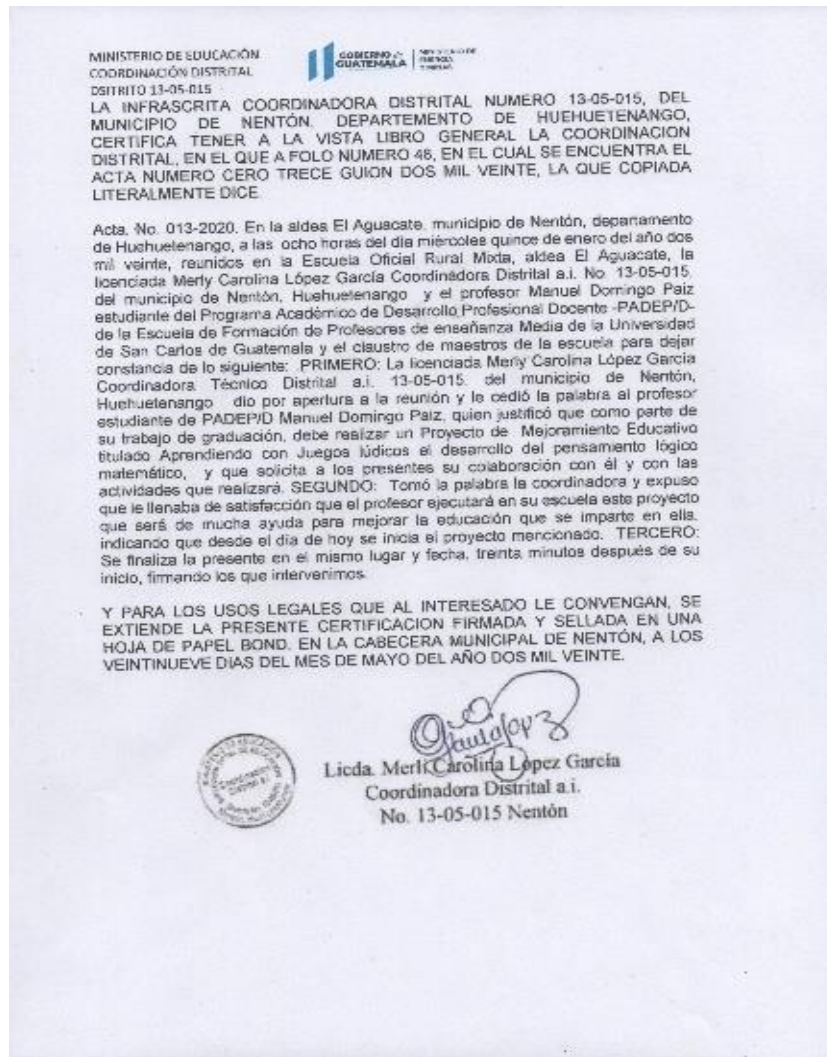 MINISTERIO DE EDUCACIÓN
COORDINACIÓN DISTRITAL
DSITRITO 13-05-015
GOBIERNO de
GUATEMALA
MINISTERIO DE
ENERGÍA
Y MINAS
LA INFRASCRITA COORDINADORA DISTRITAL NUMERO 13-05-015, DEL
MUNICIPIO DE NENTÓN, DEPARTEMENTO DE HUEHUETENANGO,
CERTIFICA TENER A LA VISTA LIBRO GENERAL LA COORDINACION
DISTRITAL, EN EL QUE A FOLO NUMERO 46, EN EL CUAL SE ENCUENTRA EL
ACTA NUMERO CERO TRECE GUION DOS MIL VEINTE, LA QUE COPIADA
LITERALMENTE DICE
Acta. No. 013-2020. En la aldea El Aguacate, municipio de Nentón, departamento
de Huehuetenango, a las ocho horas del día miércoles quince de enero del año dos
mil veinte, reunidos en la Escuela Oficial Rural Mixta, aldea El Aguacate, la
licenciada Merly Carolina López García Coordinadora Distrital a.i. No 13-05-015,
del municipio de Nentón, Huehuetenango y el profesor Manuel Domingo Paiz
estudiante del Programa Académico de Desarrollo Profesional Docente -PADEP/D-
de la Escuela de Formación de Profesores de enseñanza Media de la Universidad
de San Carlos de Guatemala y el claustro de maestros de la escuela para dejar
constancia de lo siguiente: PRIMERO: La licenciada Merly Carolina López García
Coordinadora Técnico Distrital a.i. 13-05-015, del municipio de Nentón,
Huehuetenango dio por apertura a la reunión y le cedió la palabra al profesor
estudiante de PADEP/D Manuel Domingo Paiz, quien justificó que como parte de
su trabajo de graduación, debe realizar un Proyecto de Mejoramiento Educativo
titulado Aprendiendo con Juegos lúdicos el desarrollo del pensamiento lógico
matemático, y que solicita a los presentes su colaboración con él y con las
actividades que realizará. SEGUNDO: Tomó la palabra la coordinadora y expuso
que le llenaba de satisfacción que el profesor ejecutará en su escuela este proyecto
que será de mucha ayuda para mejorar la educación que se imparte en ella,
indicando que desde el día de hoy se inicia el proyecto mencionado. TERCERO:
Se finaliza la presente en el mismo lugar y fecha, treinta minutos después de su
inicio, firmando los que intervenimos.
Y PARA LOS USOS LEGALES QUE AL INTERESADO LE CONVENGAN, SE
EXTIENDE LA PRESENTE CERTIFICACION FIRMADA Y SELLADA EN UNA
HOJA DE PAPEL BOND, EN LA CABECERA MUNICIPAL DE NENTÓN, A LOS
VEINTINUEVE DIAS DEL MES DE MAYO DEL AÑO DOS MIL VEINTE.
Licda. Merli Carolina López García
Coordinadora Distrital a.i.
No. 13-05-015 Nentón